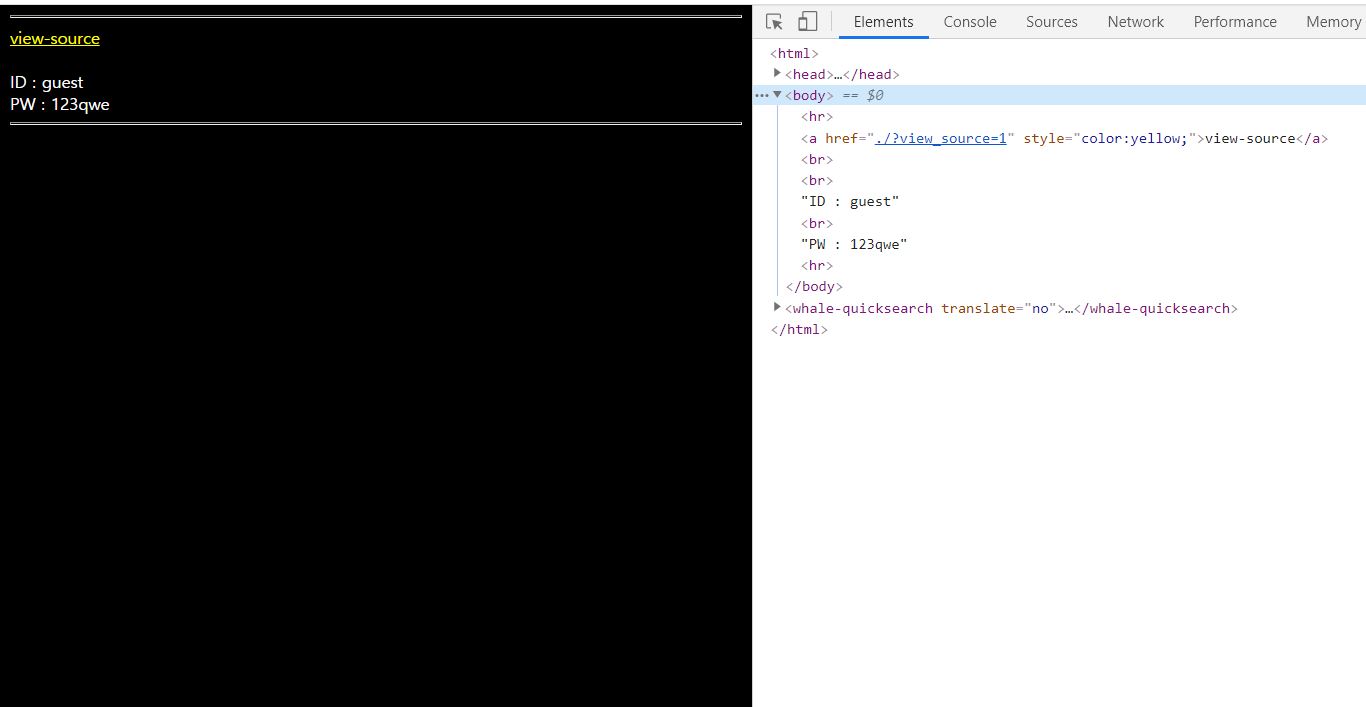 view-source
ID : guest
PW : 123qwe
Elements Console Sources Network Performance Memory
<html>
<head>…</head>
<body> == $0
<hr>
<a href="./?view_source=1" style="color:yellow;">view-source</a>
<br>
<br>
"ID : guest"
<br>
"PW : 123qwe"
<hr>
</body>
<whale-quicksearch translate="no">…</whale-quicksearch>
</html>